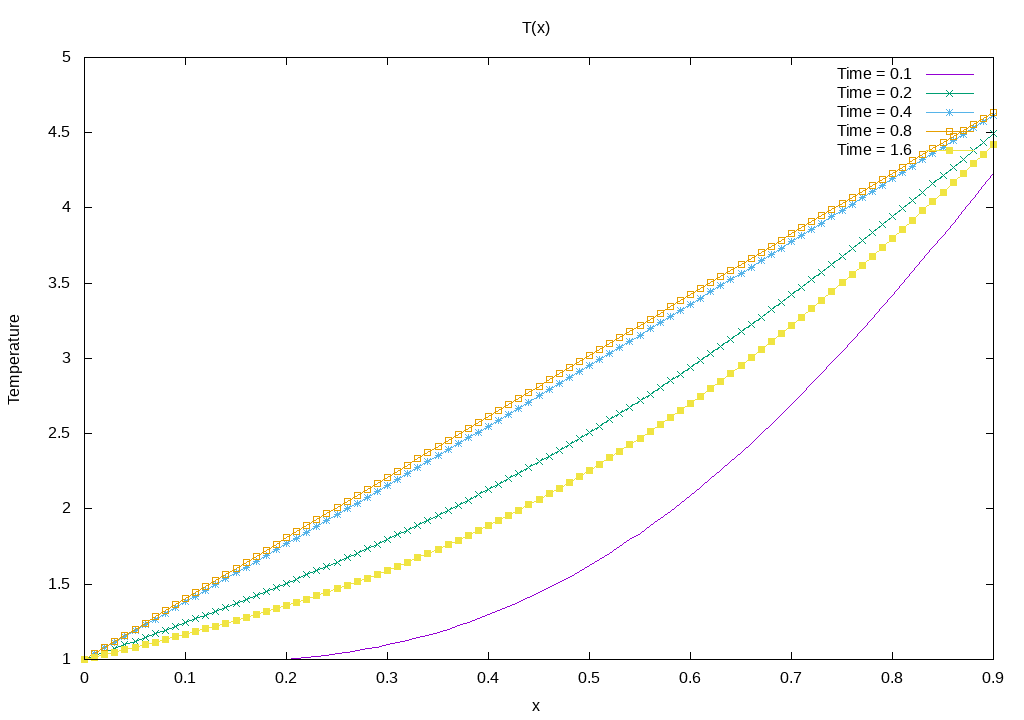 T(x)
5
Time = 0.1
Time = 0.2
Time = 0.4
Time = 0.8
Time = 1.6
4.5
4
3.5
3
2.5
2
1.5
1
Temperature
0 0.1 0.2 0.3 0.4 0.5 0.6 0.7 0.8 0.9
x